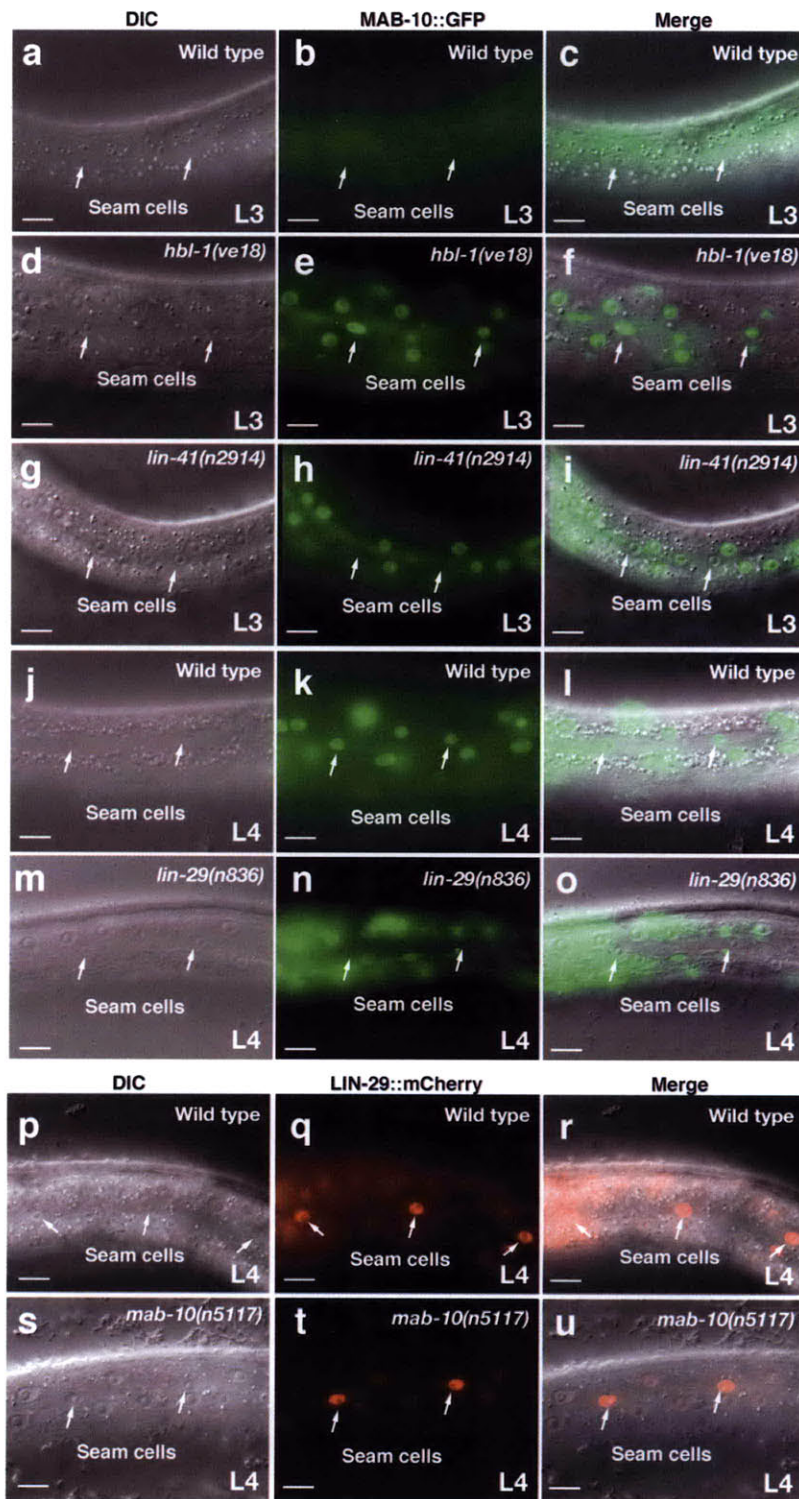 DIC MAB-10::GFP Merge
a Wild type b Wild type c Wild type
Seam cells Seam cells Seam cells
L3 L3 L3
d hbl-1(ve18) e hbl-1(ve18) f hbl-1(ve18)
Seam cells Seam cells Seam cells
L3 L3 L3
g lin-41(n2914) h lin-41(n2914) i lin-41(n2914)
Seam cells Seam cells Seam cells
L3 L3 L3
j Wild type k Wild type l Wild type
Seam cells Seam cells Seam cells
L4 L4 L4
m lin-29(n836) n lin-29(n836) o lin-29(n836)
Seam cells Seam cells Seam cells
L4 L4 L4
DIC LIN-29::mCherry Merge
p Wild type q Wild type r Wild type
Seam cells Seam cells Seam cells
L4 L4 L4
s mab-10(n5117) t mab-10(n5117) u mab-10(n5117)
Seam cells Seam cells Seam cells
L4 L4 L4